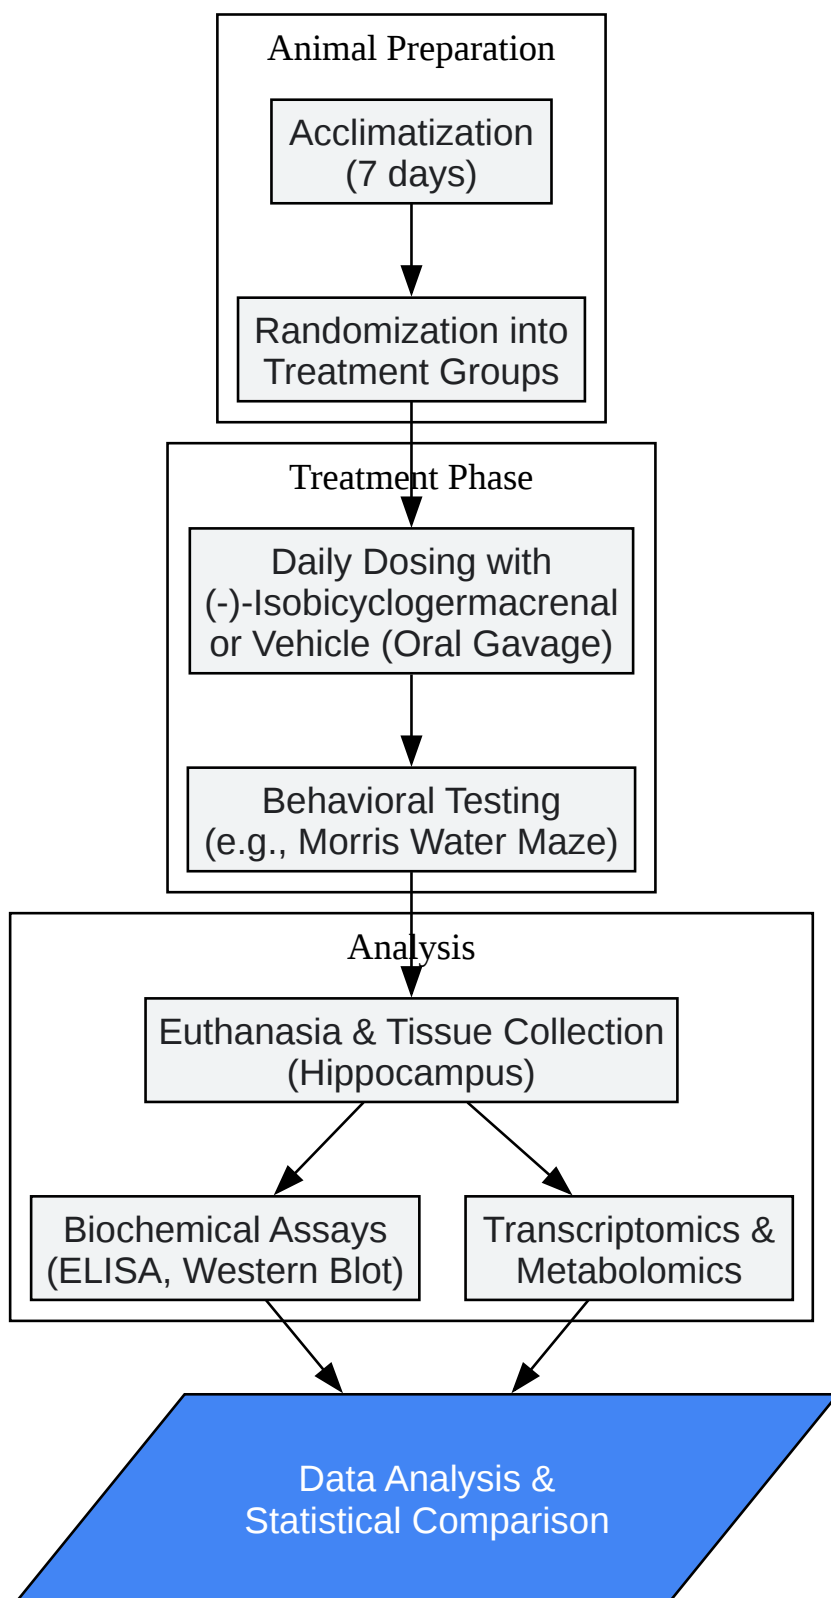 Animal Preparation
Acclimatization
(7 days)
Randomization into
Treatment Groups
Treatment Phase
Daily Dosing with
(-)-Isobicyclogermacrenal
or Vehicle (Oral Gavage)
Behavioral Testing
(e.g., Morris Water Maze)
Analysis
Euthanasia & Tissue Collection
(Hippocampus)
Biochemical Assays
(ELISA, Western Blot)
Transcriptomics &
Metabolomics
Data Analysis &
Statistical Comparison